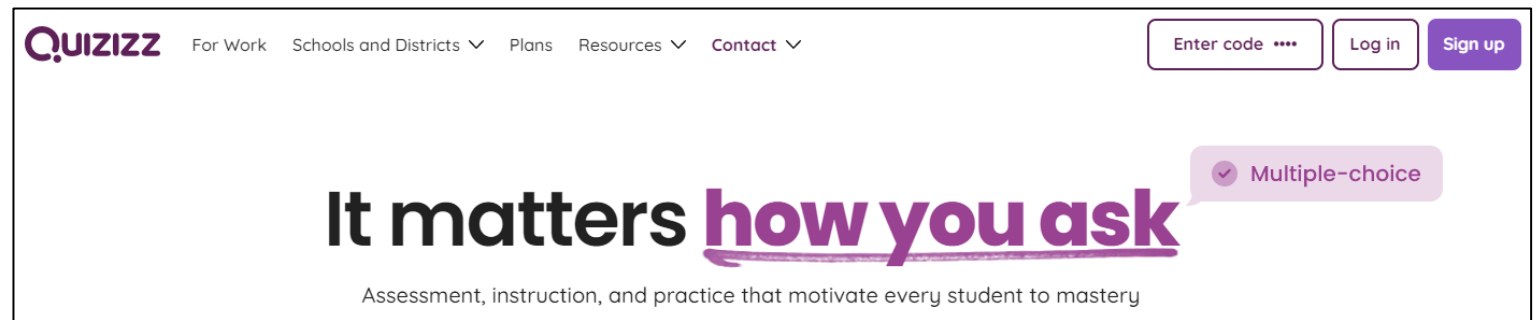 QUIZIZZ For Work Schools and Districts Plans Resources Contact Enter code •••• Log in Sign up
Multiple-choice
It matters how you ask
Assessment, instruction, and practice that motivate every student to mastery